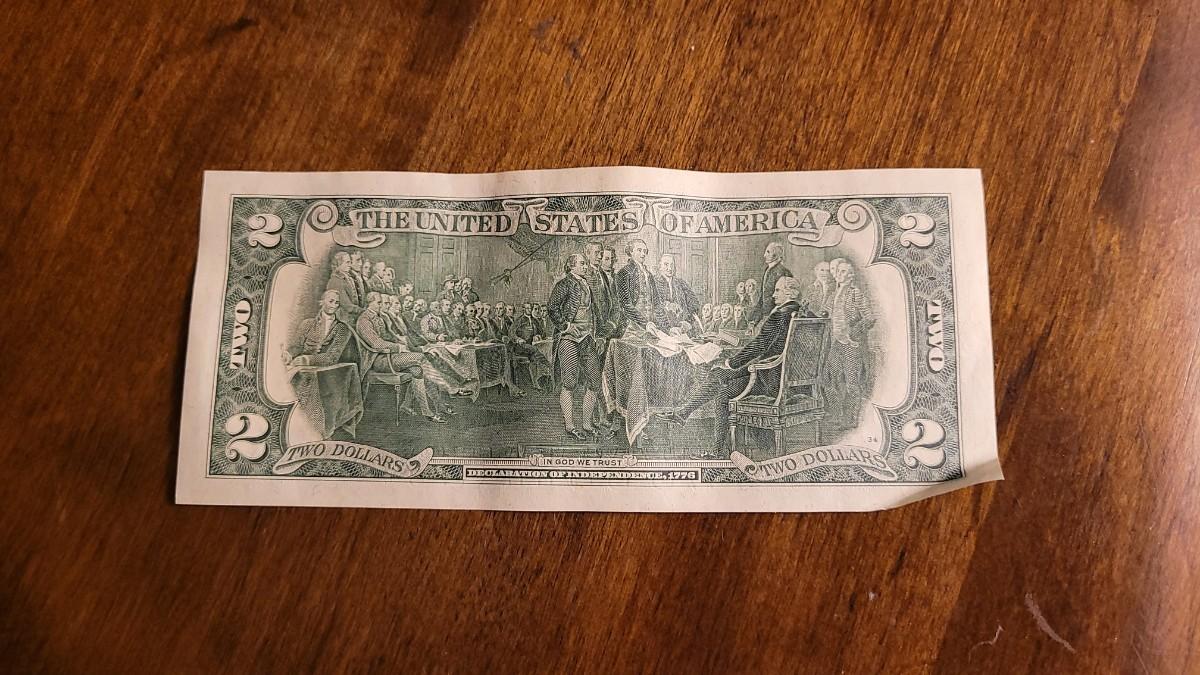 2 THE UNITED STATES OF AMERICA 2
TWO TWO
34
2 TWO DOLLARS IN GOD WE TRUST TWO DOLLARS 2
DECLARATION OF INDEPENDENCE, 1776